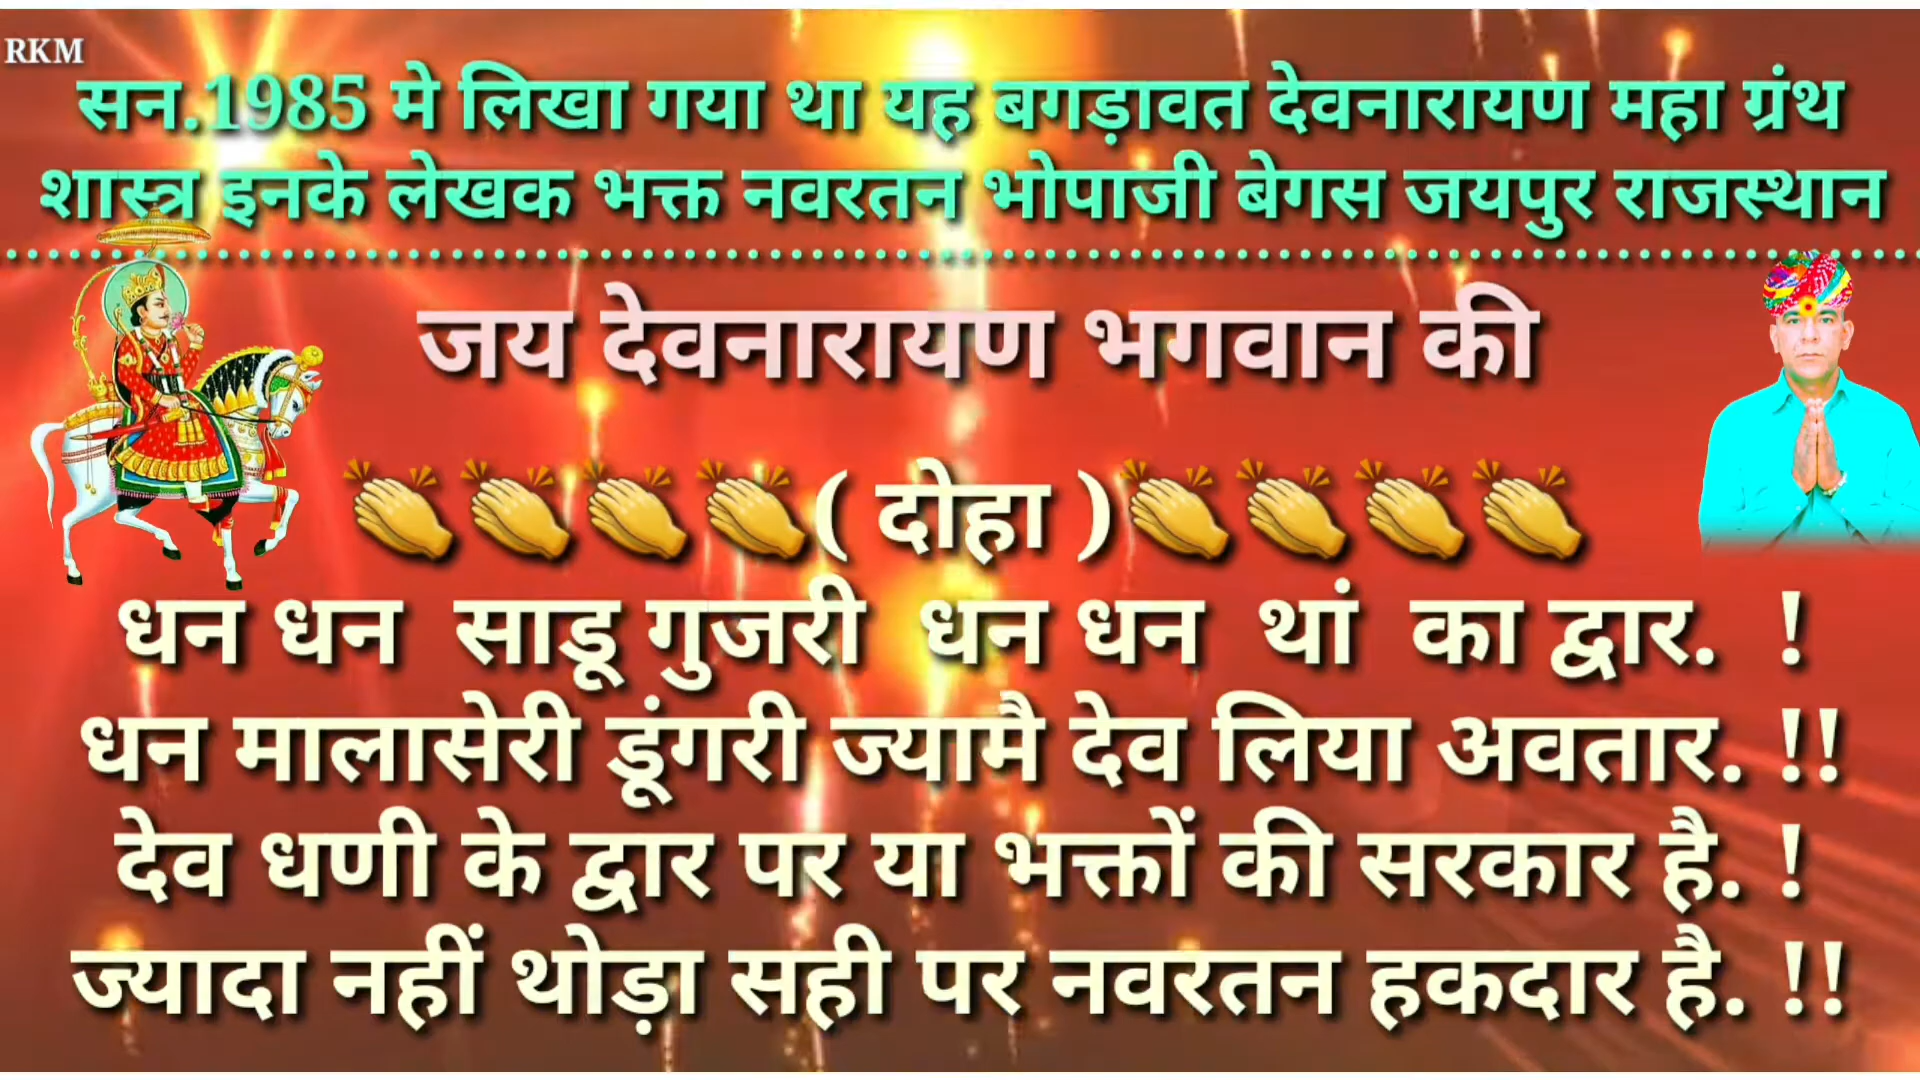 RKM
सन.1985 मे लिखा गया था यह बगड़ावत देवनारायण महा ग्रंथ
शास्त्र इनके लेखक भक्त नवरतन भोपाजी बेगस जयपुर राजस्थान
जय देवनारायण भगवान की
👏👏👏👏( दोहा )👏👏👏👏
धन धन साडू गुजरी धन धन थां का द्वार. !
धन मालासेरी डूंगरी ज्यामै देव लिया अवतार. !!
देव धणी के द्वार पर या भक्तों की सरकार है. !
ज्यादा नहीं थोड़ा सही पर नवरतन हकदार है. !!